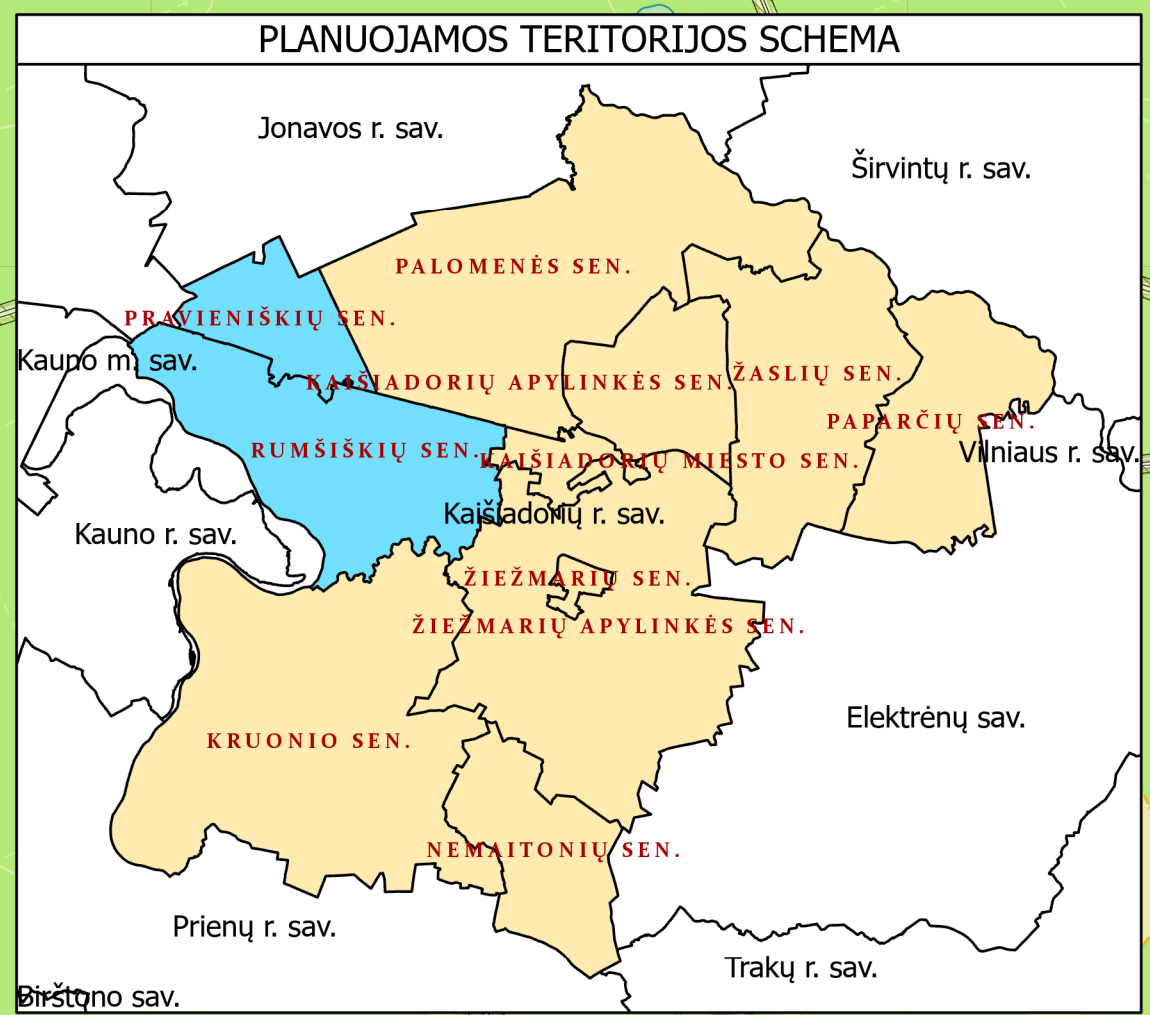 PLANUOJAMOS TERITORIJOS SCHEMA
Jonavos r. sav.
Širvintų r. sav.
PALOMENĖS SEN.
PRAVIENIŠKIŲ SEN.
Kauno m. sav.
KAIŠIADORIŲ APYLINKĖS SEN.
ŽASLIŲ SEN.
PAPARČIŲ SEN.
RUMŠIŠKIŲ SEN.
Vilniaus r. sav.
KAIŠIADORIŲ MIESTO SEN.
Kaišiadorių r. sav.
Kauno r. sav.
ŽIEŽMARIŲ SEN.
ŽIEŽMARIŲ APYLINKĖS SEN.
Elektrėnų sav.
KRUONIO SEN.
NEMAITONIŲ SEN.
Prienų r. sav.
Trakų r. sav.
Birštono sav.